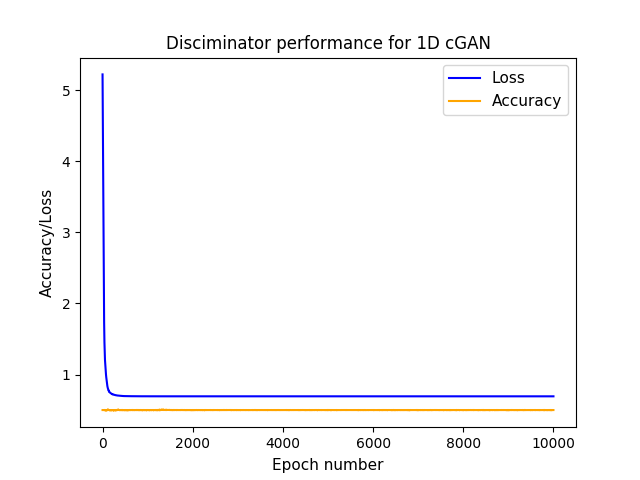 Disciminator performance for 1D cGAN
Loss
Accuracy
Accuracy/Loss
5
4
3
2
1
0 2000 4000 6000 8000 10000
Epoch number